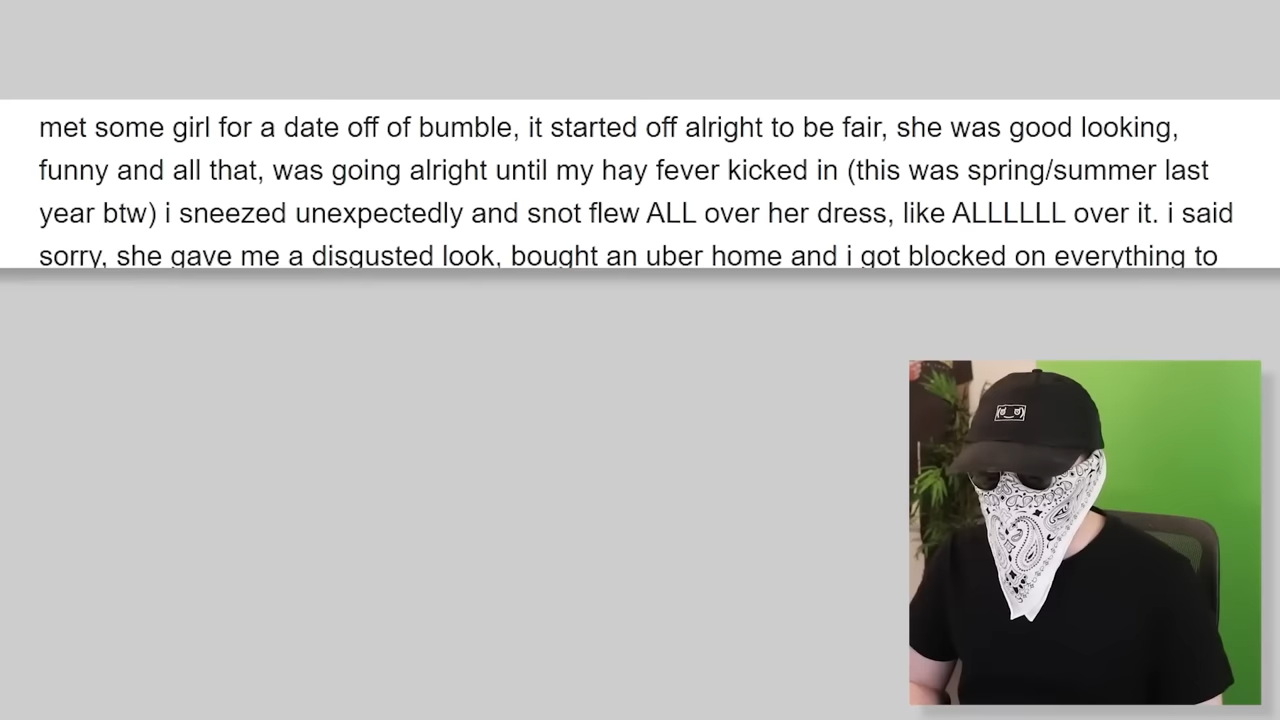 met some girl for a date off of bumble, it started off alright to be fair, she was good looking,
funny and all that, was going alright until my hay fever kicked in (this was spring/summer last
year btw) i sneezed unexpectedly and snot flew ALL over her dress, like ALLLLLL over it. i said
sorry, she gave me a disgusted look, bought an uber home and i got blocked on everything to